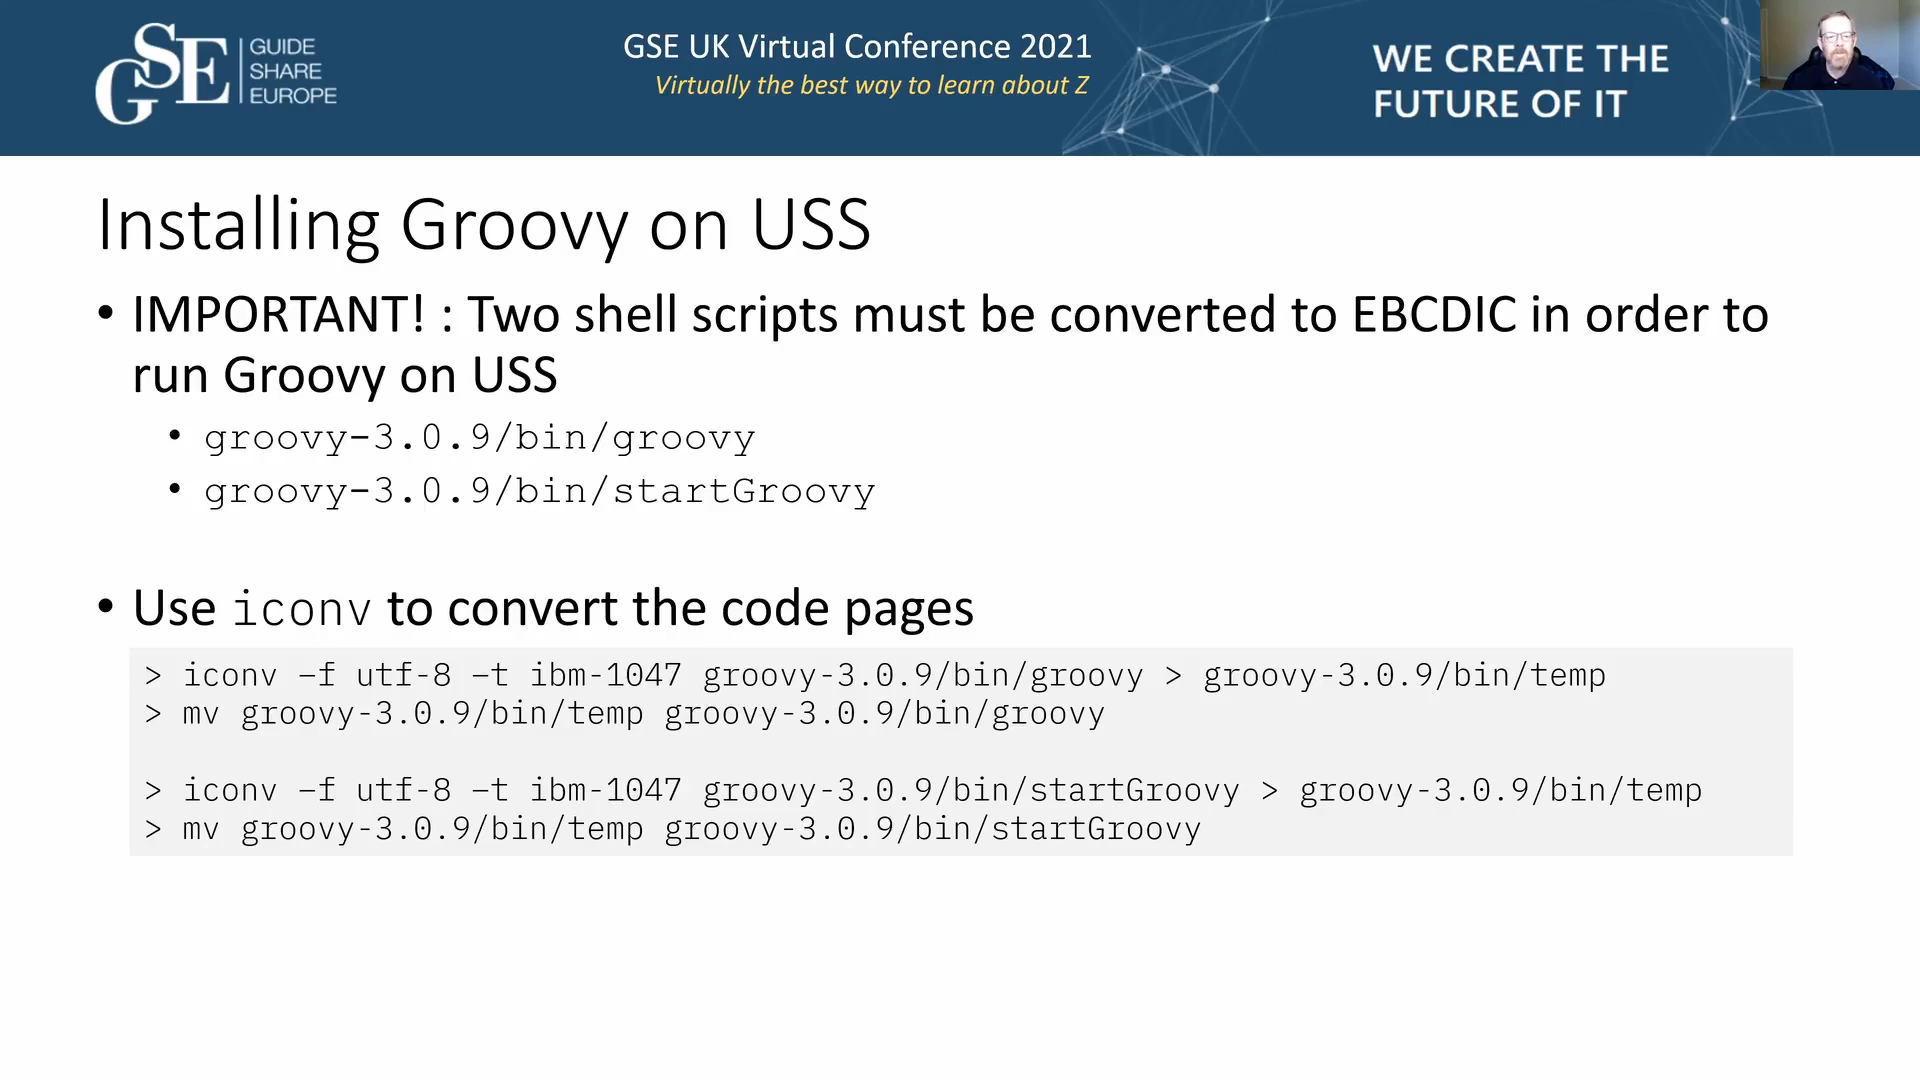 GSE
GUIDE
SHARE
EUROPE
GSE UK Virtual Conference 2021
Virtually the best way to learn about Z
WE CREATE THE
FUTURE OF IT
Installing Groovy on USS
• IMPORTANT! : Two shell scripts must be converted to EBCDIC in order to
run Groovy on USS
• groovy-3.0.9/bin/groovy
• groovy-3.0.9/bin/startGroovy
• Use iconv to convert the code pages
> iconv –f utf-8 –t ibm-1047 groovy-3.0.9/bin/groovy > groovy-3.0.9/bin/temp
> mv groovy-3.0.9/bin/temp groovy-3.0.9/bin/groovy
> iconv –f utf-8 –t ibm-1047 groovy-3.0.9/bin/startGroovy > groovy-3.0.9/bin/temp
> mv groovy-3.0.9/bin/temp groovy-3.0.9/bin/startGroovy